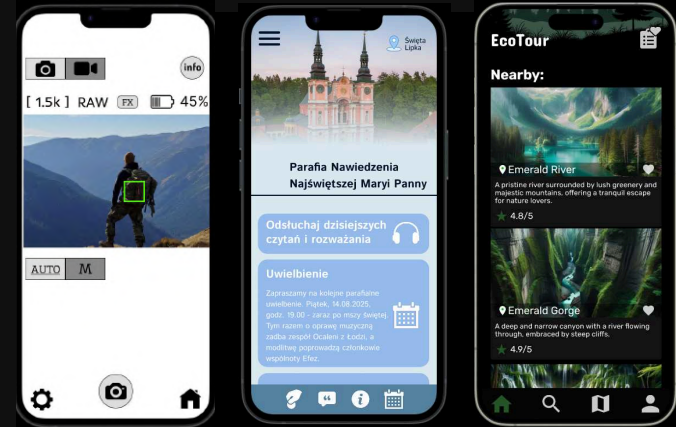 info
[ 1.5k ] RAW FX 45%
AUTO M
Święta
Lipka
Parafia Nawiedzenia
Najświętszej Maryi Panny
Odsłuchaj dzisiejszych
czytań i rozważania
Uwielbienie
Zapraszamy na kolejne parafialne
uwielbienie. Piątek, 14.08.2025,
godz. 19.00 - zaraz po mszy świętej.
Tym razem o oprawę muzyczną
zadba zespół Ocaleni z Łodzi, a
modlitwę poprowadzą członkowie
wspólnoty Efez.
EcoTour
Nearby:
Emerald River
A pristine river surrounded by lush greenery and
majestic mountains, offering a tranquil escape
for nature lovers.
4.8/5
Emerald Gorge
A deep and narrow canyon with a river flowing
through, embraced by steep cliffs.
4.9/5